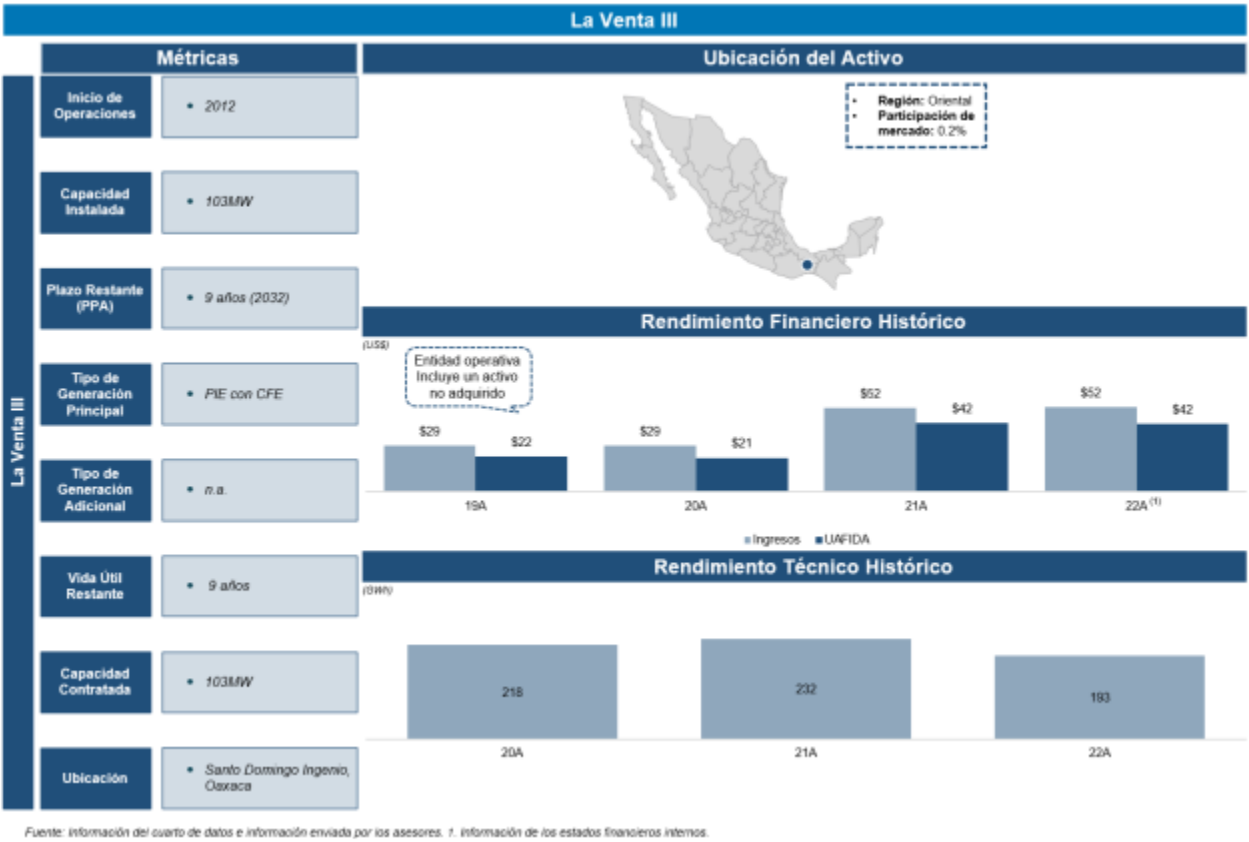 La Venta III
Métricas
La Venta III
Inicio de
Operaciones
• 2012
Capacidad
Instalada
• 103MW
Plazo Restante
(PPA)
• 9 años (2032)
Tipo de
Generación
Principal
• PIE con CFE
Tipo de
Generación
Adicional
• n.a.
Vida Útil
Restante
• 9 años
Capacidad
Contratada
• 103MW
Ubicación
• Santo Domingo Ingenio,
Oaxaca
Ubicación del Activo
• Región: Oriental
• Participación de
mercado: 0.2%
Rendimiento Financiero Histórico
(US$)
Entidad operativa
Incluye un activo
no adquirido
$29
$22
$29
$21
$52
$42
$52
$42
19A
20A
21A
22A (1)
Ingresos
UAFIDA
Rendimiento Técnico Histórico
(GWh)
218
232
193
20A
21A
22A
Fuente: Información del cuarto de datos e información enviada por los asesores. 1. Información de los estados financieros internos.